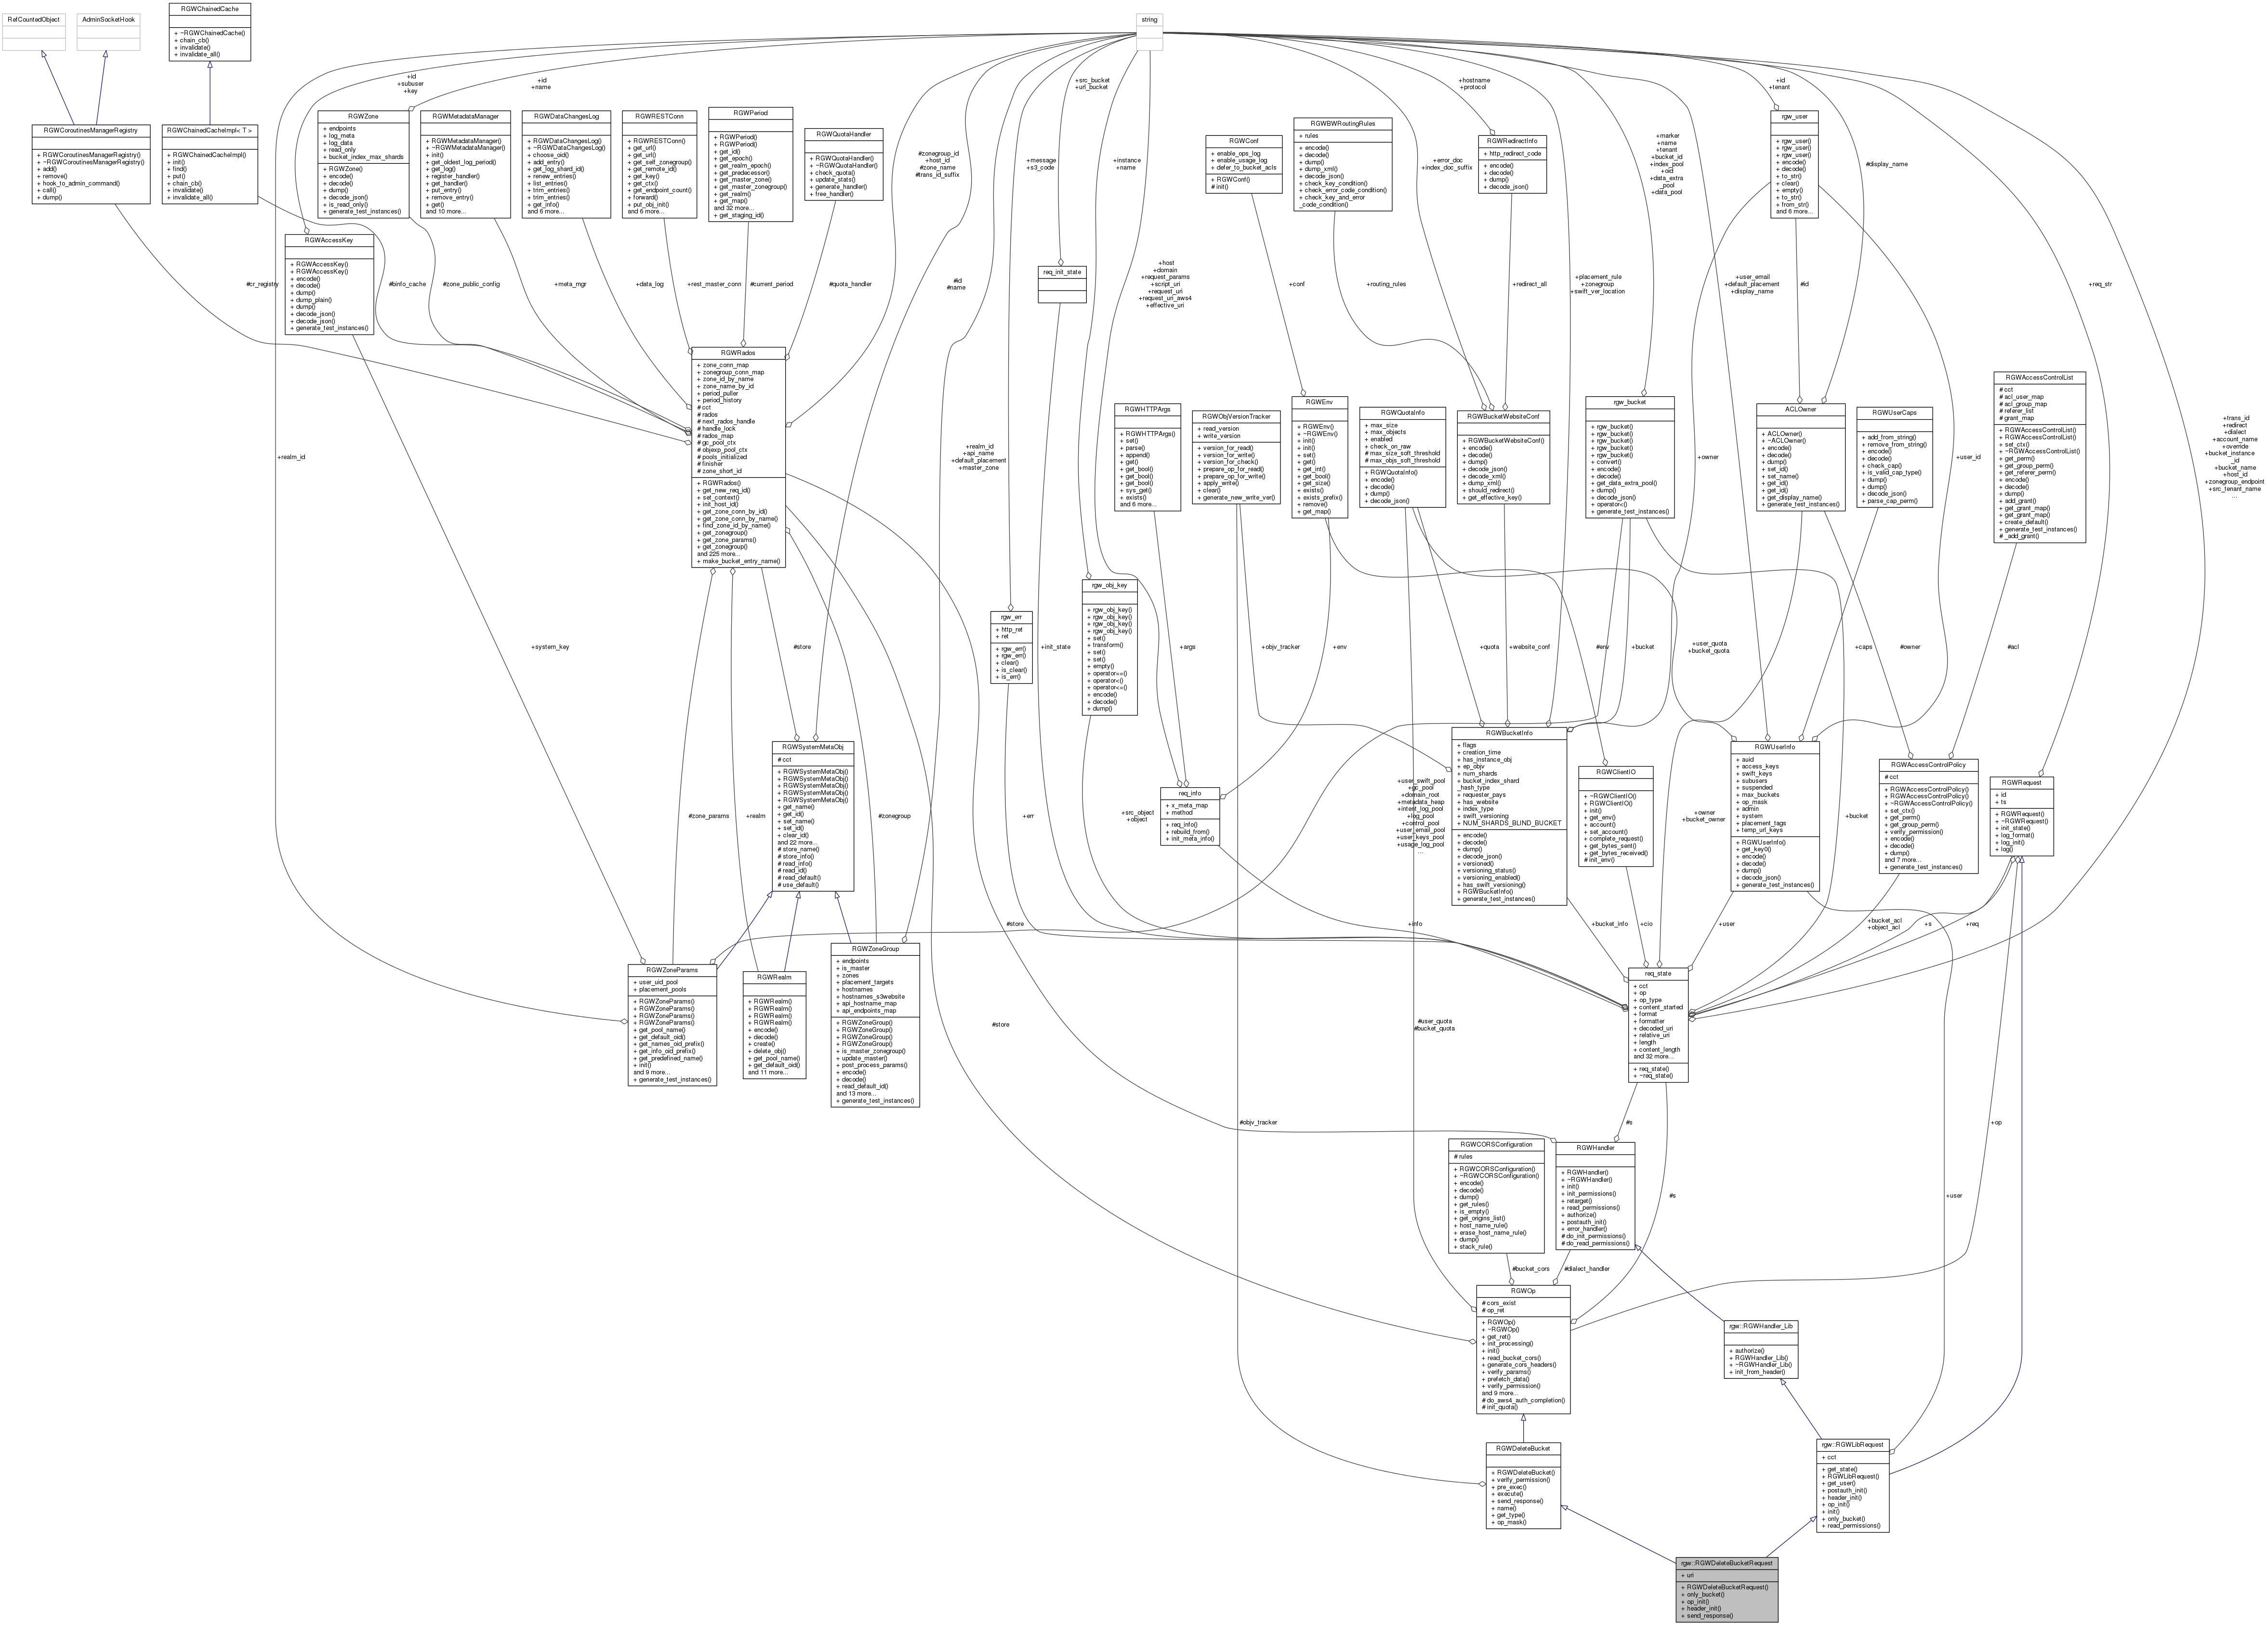 RefCountedObject
AdminSocketHook
RGWChainedCache
+ ~RGWChainedCache()
+ chain_cb()
+ invalidate()
+ invalidate_all()
string
+id
+subuser
+key
+id
+name
#zonegroup_id
+host_id
#zone_name
#trans_id_suffix
#id
#name
+realm_id
+api_name
+default_placement
+master_zone
+message
+s3_code
+src_bucket
+url_bucket
+instance
+name
+host
+domain
+request_params
+script_uri
+request_uri
+request_uri_aws4
+effective_uri
+error_doc
+index_doc_suffix
+hostname
+protocol
+placement_rule
+zonegroup
+swift_ver_location
+marker
+name
+tenant
+bucket_id
+index_pool
+oid
+data_extra
_pool
+data_pool
+user_email
+default_placement
+display_name
+id
+tenant
#display_name
+req_str
+trans_id
+redirect
+dialect
+account_name
+override
+bucket_instance
_id
+bucket_name
+host_id
+zonegroup_endpoint
+src_tenant_name
...
RGWCoroutinesManagerRegistry
+ RGWCoroutinesManagerRegistry()
+ ~RGWCoroutinesManagerRegistry()
+ add()
+ remove()
+ hook_to_admin_command()
+ call()
+ dump()
RGWChainedCacheImpl< T >
+ RGWChainedCacheImpl()
+ init()
+ find()
+ put()
+ chain_cb()
+ invalidate()
+ invalidate_all()
RGWZone
+ endpoints
+ log_meta
+ log_data
+ read_only
+ bucket_index_max_shards
+ RGWZone()
+ encode()
+ decode()
+ dump()
+ decode_json()
+ is_read_only()
+ generate_test_instances()
RGWMetadataManager
+ RGWMetadataManager()
+ ~RGWMetadataManager()
+ init()
+ get_oldest_log_period()
+ get_log()
+ register_handler()
+ get_handler()
+ put_entry()
+ remove_entry()
+ get()
and 10 more...
RGWDataChangesLog
+ RGWDataChangesLog()
+ ~RGWDataChangesLog()
+ choose_oid()
+ add_entry()
+ get_log_shard_id()
+ renew_entries()
+ list_entries()
+ trim_entries()
+ get_info()
and 6 more...
RGWRESTConn
+ RGWRESTConn()
+ get_url()
+ get_url()
+ get_self_zonegroup()
+ get_remote_id()
+ get_key()
+ get_ctx()
+ get_endpoint_count()
+ forward()
+ put_obj_init()
and 6 more...
RGWPeriod
+ RGWPeriod()
+ RGWPeriod()
+ get_id()
+ get_epoch()
+ get_realm_epoch()
+ get_predecessor()
+ get_master_zone()
+ get_master_zonegroup()
+ get_realm()
+ get_map()
and 32 more...
+ get_staging_id()
RGWQuotaHandler
+ RGWQuotaHandler()
+ ~RGWQuotaHandler()
+ check_quota()
+ update_stats()
+ generate_handler()
+ free_handler()
RGWAccessKey
+ RGWAccessKey()
+ RGWAccessKey()
+ encode()
+ decode()
+ dump()
+ dump_plain()
+ dump()
+ decode_json()
+ decode_json()
+ generate_test_instances()
req_init_state
RGWConf
+ enable_ops_log
+ enable_usage_log
+ defer_to_bucket_acls
+ RGWConf()
# init()
RGWBWRoutingRules
+ rules
+ encode()
+ decode()
+ dump()
+ dump_xml()
+ decode_json()
+ check_key_condition()
+ check_error_code_condition()
+ check_key_and_error
_code_condition()
RGWRedirectInfo
+ http_redirect_code
+ encode()
+ decode()
+ dump()
+ decode_json()
rgw_user
+ rgw_user()
+ rgw_user()
+ rgw_user()
+ encode()
+ decode()
+ to_str()
+ clear()
+ empty()
+ to_str()
+ from_str()
and 6 more...
#cr_registry
#binfo_cache
#zone_public_config
+meta_mgr
+data_log
+rest_master_conn
#current_period
#quota_handler
+conf
+routing_rules
+redirect_all
#id
+owner
+user_id
RGWRados
+ zone_conn_map
+ zonegroup_conn_map
+ zone_id_by_name
+ zone_name_by_id
+ period_puller
+ period_history
# cct
# rados
# next_rados_handle
# handle_lock
# rados_map
# gc_pool_ctx
# objexp_pool_ctx
# pools_initialized
# finisher
# zone_short_id
+ RGWRados()
+ get_new_req_id()
+ set_context()
+ init_host_id()
+ get_zone_conn_by_id()
+ get_zone_conn_by_name()
+ find_zone_id_by_name()
+ get_zonegroup()
+ get_zone_params()
+ get_zonegroup()
and 225 more...
+ make_bucket_entry_name()
RGWHTTPArgs
+ RGWHTTPArgs()
+ set()
+ parse()
+ append()
+ get()
+ get_bool()
+ get_bool()
+ get_bool()
+ sys_get()
+ exists()
and 6 more...
RGWObjVersionTracker
+ read_version
+ write_version
+ version_for_read()
+ version_for_write()
+ version_for_check()
+ prepare_op_for_read()
+ prepare_op_for_write()
+ apply_write()
+ clear()
+ generate_new_write_ver()
RGWEnv
+ RGWEnv()
+ ~RGWEnv()
+ init()
+ init()
+ set()
+ get()
+ get_int()
+ get_bool()
+ get_size()
+ exists()
+ exists_prefix()
+ remove()
+ get_map()
RGWQuotaInfo
+ max_size
+ max_objects
+ enabled
+ check_on_raw
# max_size_soft_threshold
# max_objs_soft_threshold
+ RGWQuotaInfo()
+ encode()
+ decode()
+ dump()
+ decode_json()
RGWBucketWebsiteConf
+ RGWBucketWebsiteConf()
+ encode()
+ decode()
+ dump()
+ decode_json()
+ decode_xml()
+ dump_xml()
+ should_redirect()
+ get_effective_key()
rgw_bucket
+ rgw_bucket()
+ rgw_bucket()
+ rgw_bucket()
+ rgw_bucket()
+ rgw_bucket()
+ convert()
+ encode()
+ decode()
+ get_data_extra_pool()
+ dump()
+ decode_json()
+ operator<()
+ generate_test_instances()
ACLOwner
+ ACLOwner()
+ ~ACLOwner()
+ encode()
+ decode()
+ dump()
+ set_id()
+ set_name()
+ get_id()
+ get_id()
+ get_display_name()
+ generate_test_instances()
RGWUserCaps
+ add_from_string()
+ remove_from_string()
+ encode()
+ decode()
+ check_cap()
+ is_valid_cap_type()
+ dump()
+ dump()
+ decode_json()
+ parse_cap_perm()
RGWAccessControlList
# cct
# acl_user_map
# acl_group_map
# referer_list
# grant_map
+ RGWAccessControlList()
+ RGWAccessControlList()
+ set_ctx()
+ ~RGWAccessControlList()
+ get_perm()
+ get_group_perm()
+ get_referer_perm()
+ encode()
+ decode()
+ dump()
+ add_grant()
+ get_grant_map()
+ get_grant_map()
+ create_default()
+ generate_test_instances()
# _add_grant()
+realm_id
+system_key
#store
rgw_err
+ http_ret
+ ret
+ rgw_err()
+ rgw_err()
+ clear()
+ is_clear()
+ is_err()
+init_state
rgw_obj_key
+ rgw_obj_key()
+ rgw_obj_key()
+ rgw_obj_key()
+ rgw_obj_key()
+ set()
+ transform()
+ set()
+ set()
+ empty()
+ operator==()
+ operator<()
+ operator<=()
+ encode()
+ decode()
+ dump()
+args
+objv_tracker
+env
+quota
+website_conf
#env
+bucket
+user_quota
+bucket_quota
+caps
#owner
#acl
RGWSystemMetaObj
# cct
+ RGWSystemMetaObj()
+ RGWSystemMetaObj()
+ RGWSystemMetaObj()
+ RGWSystemMetaObj()
+ RGWSystemMetaObj()
+ get_name()
+ get_id()
+ set_name()
+ set_id()
+ clear_id()
and 22 more...
# store_name()
# store_info()
# read_info()
# read_id()
# read_default()
# use_default()
req_info
+ x_meta_map
+ method
+ req_info()
+ rebuild_from()
+ init_meta_info()
RGWBucketInfo
+ flags
+ creation_time
+ has_instance_obj
+ ep_objv
+ num_shards
+ bucket_index_shard
_hash_type
+ requester_pays
+ has_website
+ index_type
+ swift_versioning
+ NUM_SHARDS_BLIND_BUCKET
+ encode()
+ decode()
+ dump()
+ decode_json()
+ versioned()
+ versioning_status()
+ versioning_enabled()
+ has_swift_versioning()
+ RGWBucketInfo()
+ generate_test_instances()
RGWClientIO
+ ~RGWClientIO()
+ RGWClientIO()
+ init()
+ get_env()
+ account()
+ set_account()
+ complete_request()
+ get_bytes_sent()
+ get_bytes_received()
# init_env()
RGWUserInfo
+ auid
+ access_keys
+ swift_keys
+ subusers
+ suspended
+ max_buckets
+ op_mask
+ admin
+ system
+ placement_tags
+ temp_url_keys
+ RGWUserInfo()
+ get_key0()
+ encode()
+ decode()
+ dump()
+ decode_json()
+ generate_test_instances()
RGWAccessControlPolicy
# cct
+ RGWAccessControlPolicy()
+ RGWAccessControlPolicy()
+ ~RGWAccessControlPolicy()
+ set_ctx()
+ get_perm()
+ get_group_perm()
+ verify_permission()
+ encode()
+ decode()
+ dump()
and 7 more...
+ generate_test_instances()
RGWRequest
+ id
+ ts
+ RGWRequest()
+ ~RGWRequest()
+ init_state()
+ log_format()
+ log_init()
+ log()
#zone_params
+realm
#zonegroup
+err
+src_object
+object
+user_swift_pool
+gc_pool
+domain_root
+metadata_heap
+intent_log_pool
+log_pool
+control_pool
+user_email_pool
+user_keys_pool
+usage_log_pool
...
+owner
+bucket_owner
+bucket
#store
+info
+bucket_info
+cio
+user
+bucket_acl
+object_acl
+s
+req
RGWZoneParams
+ user_uid_pool
+ placement_pools
+ RGWZoneParams()
+ RGWZoneParams()
+ RGWZoneParams()
+ RGWZoneParams()
+ get_pool_name()
+ get_default_oid()
+ get_names_oid_prefix()
+ get_info_oid_prefix()
+ get_predefined_name()
+ init()
and 9 more...
+ generate_test_instances()
RGWRealm
+ RGWRealm()
+ RGWRealm()
+ RGWRealm()
+ RGWRealm()
+ encode()
+ decode()
+ create()
+ delete_obj()
+ get_pool_name()
+ get_default_oid()
and 11 more...
RGWZoneGroup
+ endpoints
+ is_master
+ zones
+ placement_targets
+ hostnames
+ hostnames_s3website
+ api_hostname_map
+ api_endpoints_map
+ RGWZoneGroup()
+ RGWZoneGroup()
+ RGWZoneGroup()
+ RGWZoneGroup()
+ is_master_zonegroup()
+ update_master()
+ post_process_params()
+ encode()
+ decode()
+ read_default_id()
and 13 more...
+ generate_test_instances()
#store
#user_quota
#bucket_quota
req_state
+ cct
+ op
+ op_type
+ content_started
+ format
+ formatter
+ decoded_uri
+ relative_uri
+ length
+ content_length
and 32 more...
+ req_state()
+ ~req_state()
#objv_tracker
#s
+op
RGWCORSConfiguration
# rules
+ RGWCORSConfiguration()
+ ~RGWCORSConfiguration()
+ encode()
+ decode()
+ dump()
+ get_rules()
+ is_empty()
+ get_origins_list()
+ host_name_rule()
+ erase_host_name_rule()
+ dump()
+ stack_rule()
RGWHandler
+ RGWHandler()
+ ~RGWHandler()
+ init()
+ init_permissions()
+ retarget()
+ read_permissions()
+ authorize()
+ postauth_init()
+ error_handler()
# do_init_permissions()
# do_read_permissions()
#s
+user
#bucket_cors
#dialect_handler
RGWOp
# cors_exist
# op_ret
+ RGWOp()
+ ~RGWOp()
+ get_ret()
+ init_processing()
+ init()
+ read_bucket_cors()
+ generate_cors_headers()
+ verify_params()
+ prefetch_data()
+ verify_permission()
and 9 more...
# do_aws4_auth_completion()
# init_quota()
rgw::RGWHandler_Lib
+ authorize()
+ RGWHandler_Lib()
+ ~RGWHandler_Lib()
+ init_from_header()
RGWDeleteBucket
+ RGWDeleteBucket()
+ verify_permission()
+ pre_exec()
+ execute()
+ send_response()
+ name()
+ get_type()
+ op_mask()
rgw::RGWLibRequest
+ cct
+ get_state()
+ RGWLibRequest()
+ get_user()
+ postauth_init()
+ header_init()
+ op_init()
+ init()
+ only_bucket()
+ read_permissions()
rgw::RGWDeleteBucketRequest
+ uri
+ RGWDeleteBucketRequest()
+ only_bucket()
+ op_init()
+ header_init()
+ send_response()